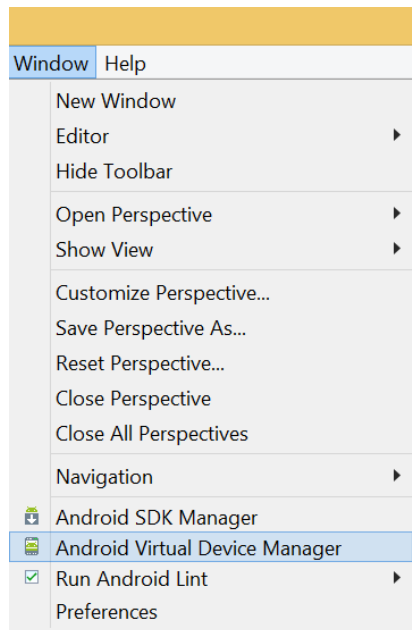 Window Help
New Window
Editor
Hide Toolbar
Open Perspective
Show View
Customize Perspective...
Save Perspective As...
Reset Perspective...
Close Perspective
Close All Perspectives
Navigation
Android SDK Manager
Android Virtual Device Manager
Run Android Lint
Preferences